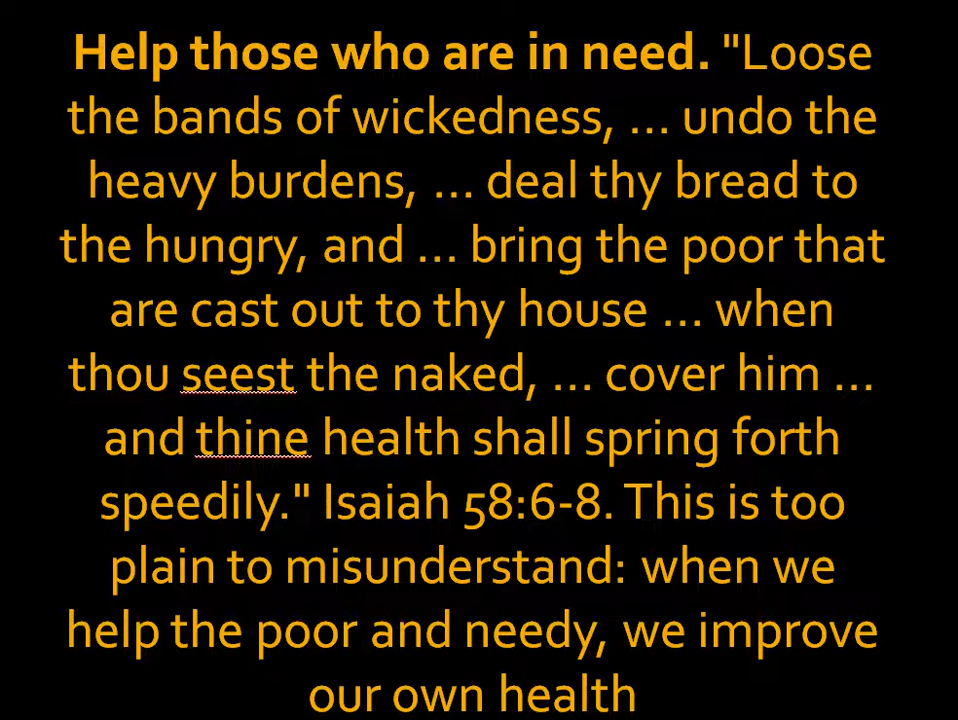 Help those who are in need. "Loose
the bands of wickedness, ... undo the
heavy burdens, ... deal thy bread to
the hungry, and ... bring the poor that
are cast out to thy house ... when
thou seest the naked, ... cover him ...
and thine health shall spring forth
speedily." Isaiah 58:6-8. This is too
plain to misunderstand: when we
help the poor and needy, we improve
our own health